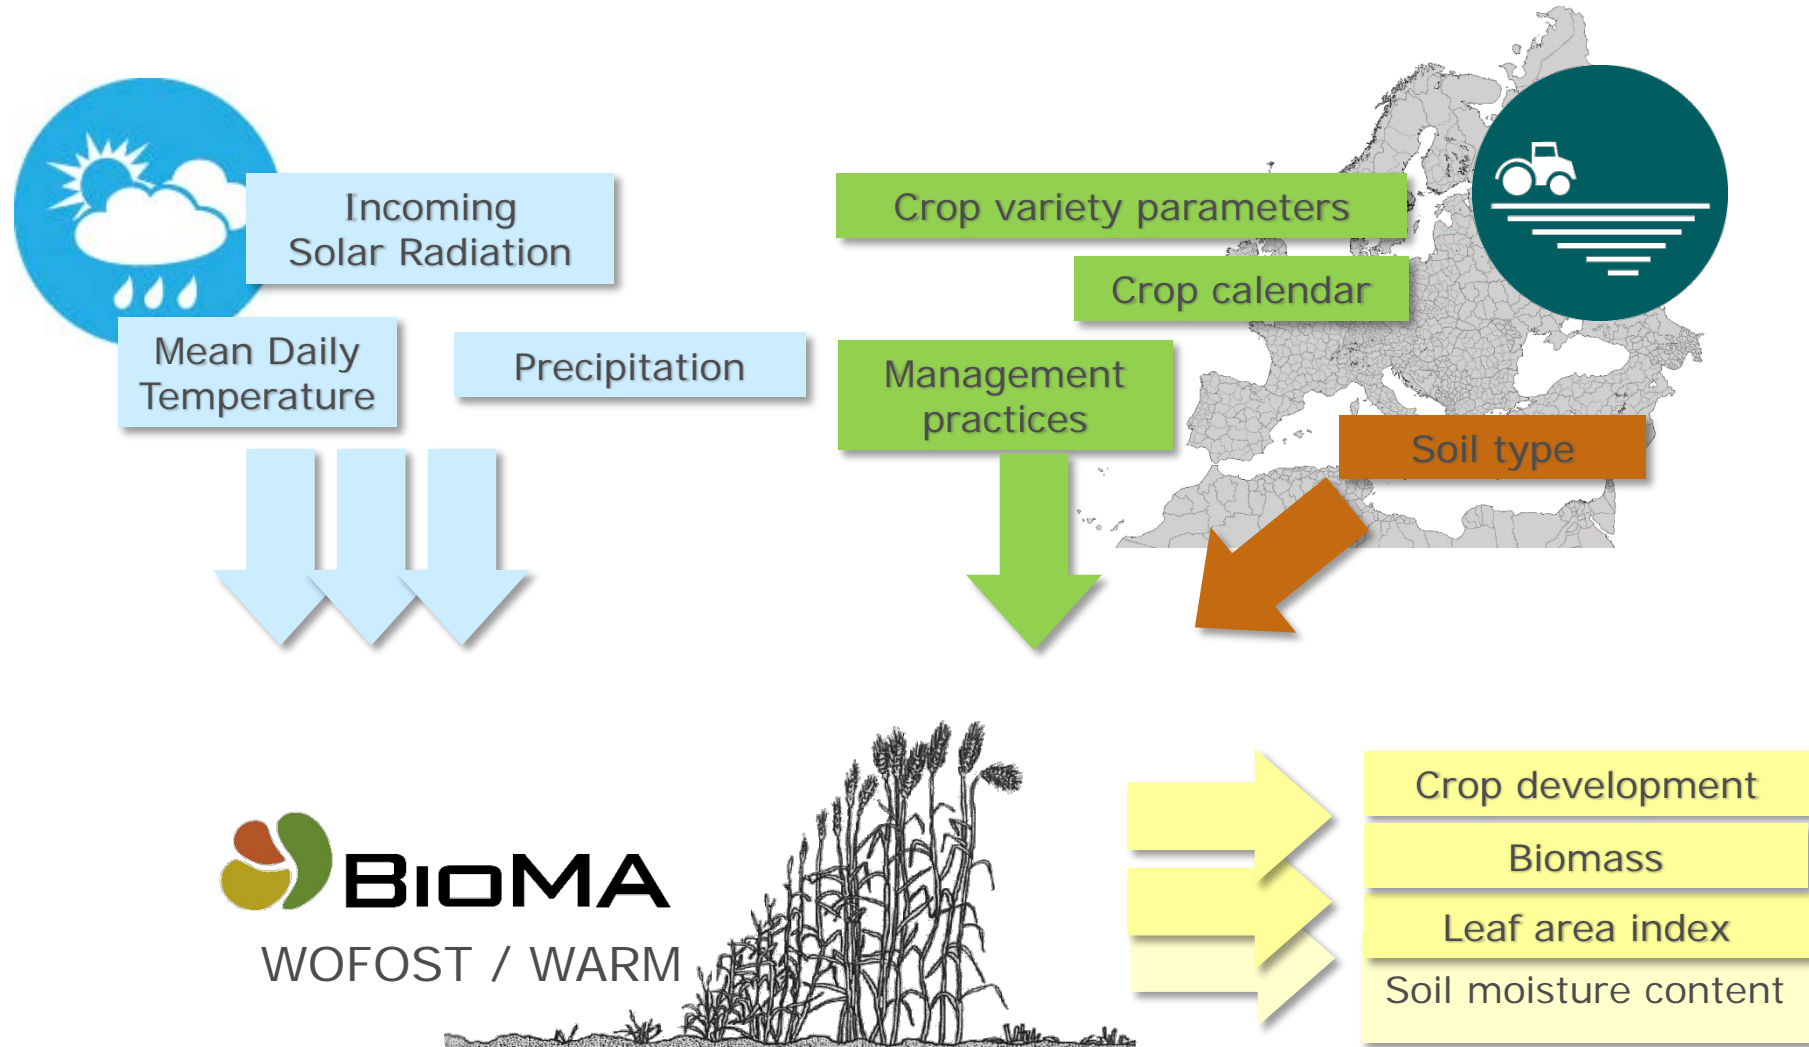 Incoming
Solar Radiation
Mean Daily
Temperature
Precipitation
Crop variety parameters
Crop calendar
Management
practices
Soil type
BioMA
WOFOST / WARM
Crop development
Biomass
Leaf area index
Soil moisture content